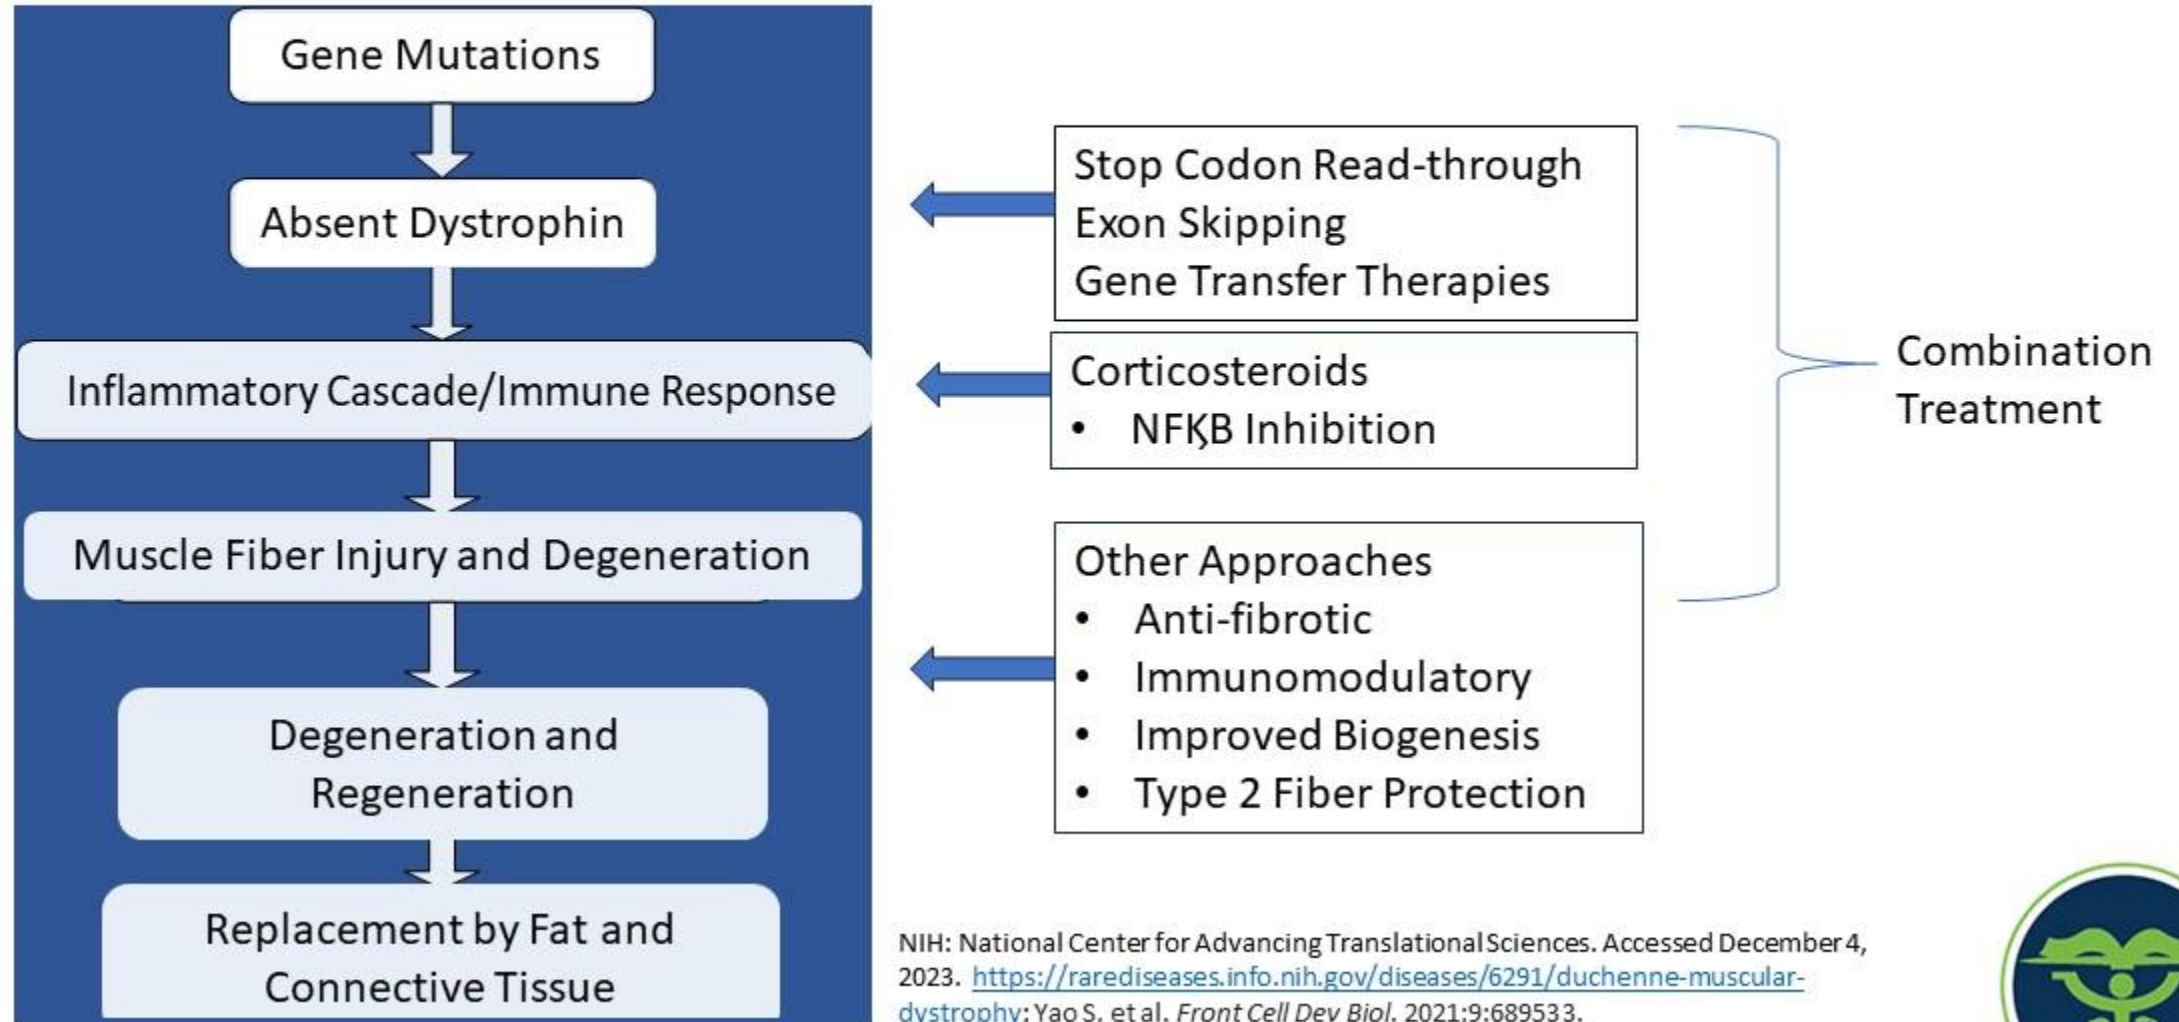 Gene Mutations
Absent Dystrophin
Inflammatory Cascade/Immune Response
Muscle Fiber Injury and Degeneration
Degeneration and
Regeneration
Replacement by Fat and
Connective Tissue
Stop Codon Read-through
Exon Skipping
Gene Transfer Therapies
Corticosteroids
• NFҚB Inhibition
Other Approaches
• Anti-fibrotic
• Immunomodulatory
• Improved Biogenesis
• Type 2 Fiber Protection
Combination
Treatment
NIH: National Center for Advancing Translational Sciences. Accessed December 4,
2023. https://rarediseases.info.nih.gov/diseases/6291/duchenne-muscular-
dystrophy; Yao S, et al. Front Cell Dev Biol. 2021;9:689533.